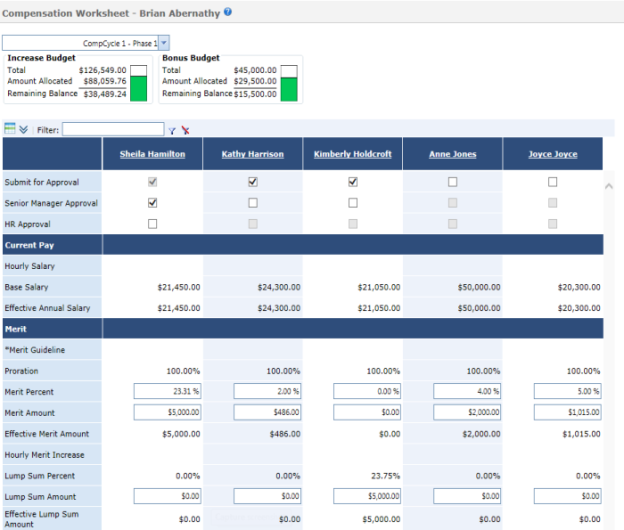 Compensation Worksheet - Brian Abernathy ?
CompCycle 1 - Phase 1
Increase Budget
Total $126,549.00
Amount Allocated $88,059.76
Remaining Balance $38,489.24
Bonus Budget
Total $45,000.00
Amount Allocated $29,500.00
Remaining Balance $15,500.00
Filter:
Sheila Hamilton Kathy Harrison Kimberly Holdcroft Anne Jones Joyce Joyce
Submit for Approval
Senior Manager Approval
HR Approval
Current Pay
Hourly Salary
Base Salary $21,450.00 $24,300.00 $21,050.00 $50,000.00 $20,300.00
Effective Annual Salary $21,450.00 $24,300.00 $21,050.00 $50,000.00 $20,300.00
Merit
*Merit Guideline
Proration 100.00% 100.00% 100.00% 100.00% 100.00%
Merit Percent 23.31 % 2.00 % 0.00 % 4.00 % 5.00 %
Merit Amount $5,000.00 $486.00 $0.00 $2,000.00 $1,015.00
Effective Merit Amount $5,000.00 $486.00 $0.00 $2,000.00 $1,015.00
Hourly Merit Increase
Lump Sum Percent 0.00% 0.00% 23.75% 0.00% 0.00%
Lump Sum Amount $0.00 $0.00 $5,000.00 $0.00 $0.00
Effective Lump Sum
Amount $0.00 $0.00 $5,000.00 $0.00 $0.00